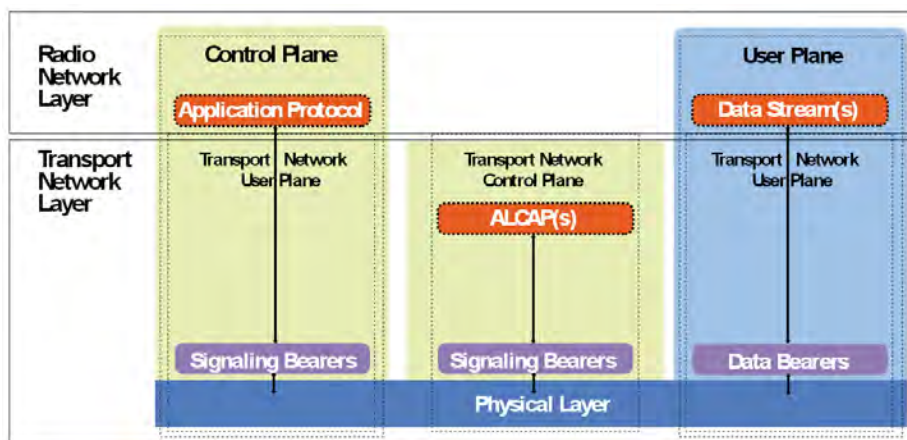 Radio
Network
Layer
Control Plane
User Plane
Application Protocol
Data Stream(s)
Transport
Network
Layer
Transport Network
User Plane
Transport Network
Control Plane
Transport Network
User Plane
ALCAP(s)
Signaling Bearers
Signaling Bearers
Data Bearers
Physical Layer